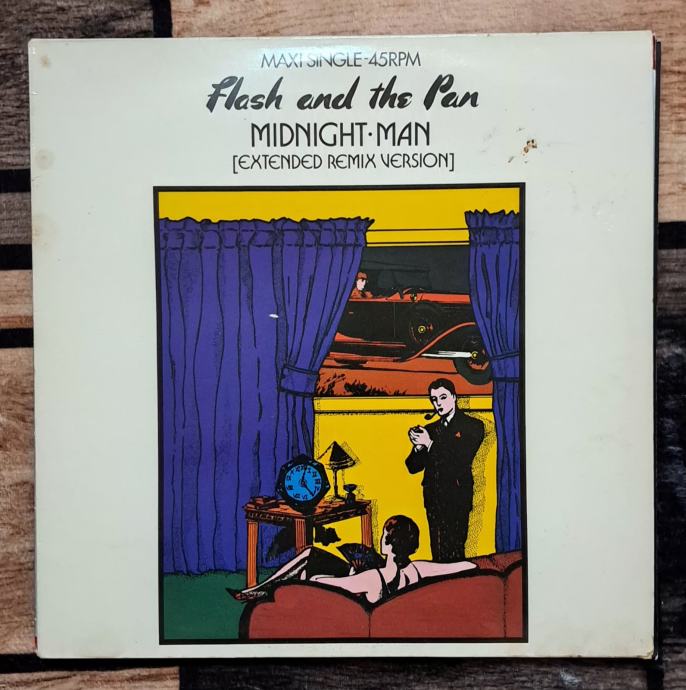 MAXI SINGLE-45RPM
Flash and the Pan
MIDNIGHT·MAN
[EXTENDED REMIX VERSION]